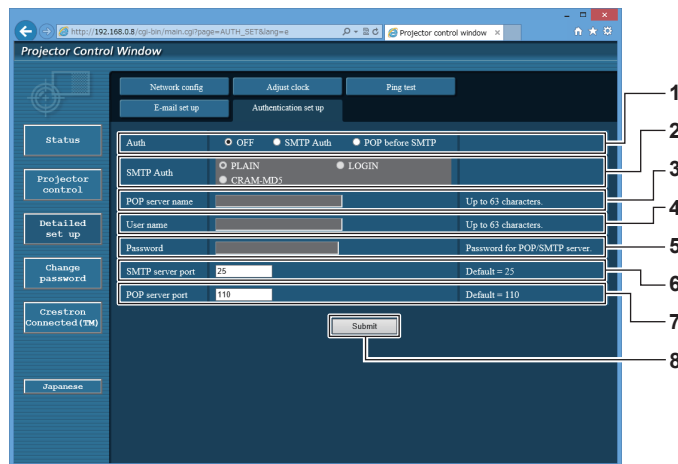 http://192.168.0.8/cgi-bin/main.cgi?page=AUTH_SET&lang=e
Projector control window
Projector Control Window
Network config
Adjust clock
Ping test
E-mail set up
Authentication set up
1
Status
Auth
OFF
SMTP Auth
POP before SMTP
2
SMTP Auth
PLAIN
LOGIN
CRAM-MD5
3
Projector
control
POP server name
Up to 63 characters.
4
Detailed
set up
User name
Up to 63 characters.
Password
Password for POP/SMTP server.
5
Change
password
SMTP server port
25
Default = 25
6
POP server port
110
Default = 110
7
Crestron
Connected(TM)
Submit
8
Japanese